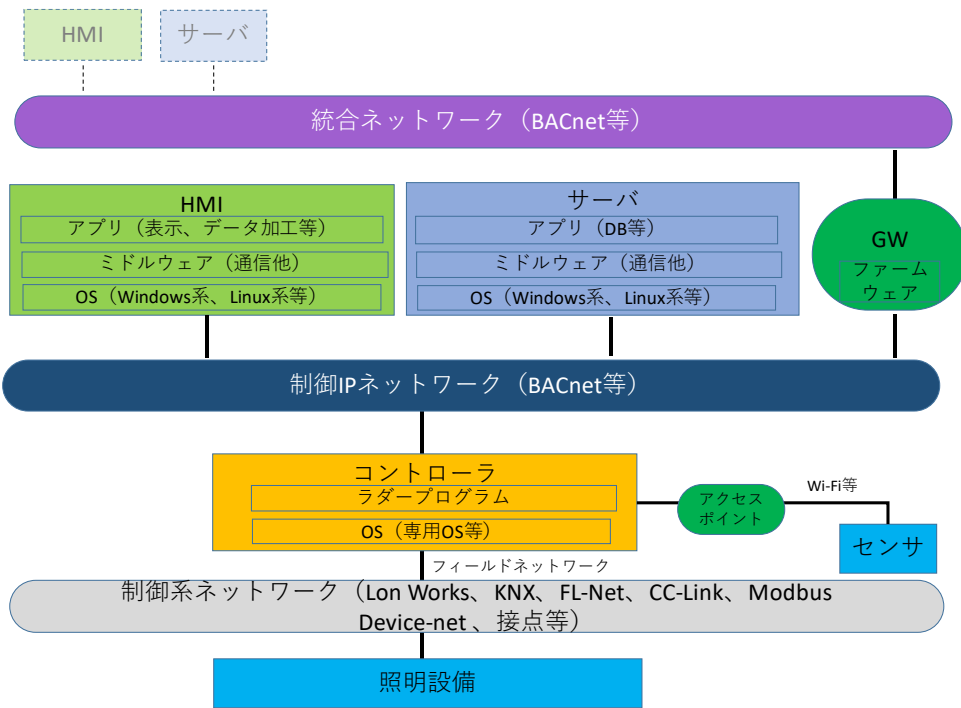 HMI
サーバ
統合ネットワーク（BACnet等）
HMI
アプリ（表示、データ加工等）
ミドルウェア（通信他）
OS（Windows系、Linux系等）
サーバ
アプリ（DB等）
ミドルウェア（通信他）
OS（Windows系、Linux系等）
GW
ファーム
ウェア
制御IPネットワーク（BACnet等）
コントローラ
ラダープログラム
OS（専用OS等）
アクセス
ポイント
Wi-Fi等
センサ
フィールドネットワーク
制御系ネットワーク（Lon Works、KNX、FL-Net、CC-Link、Modbus
Device-net 、接点等）
照明設備